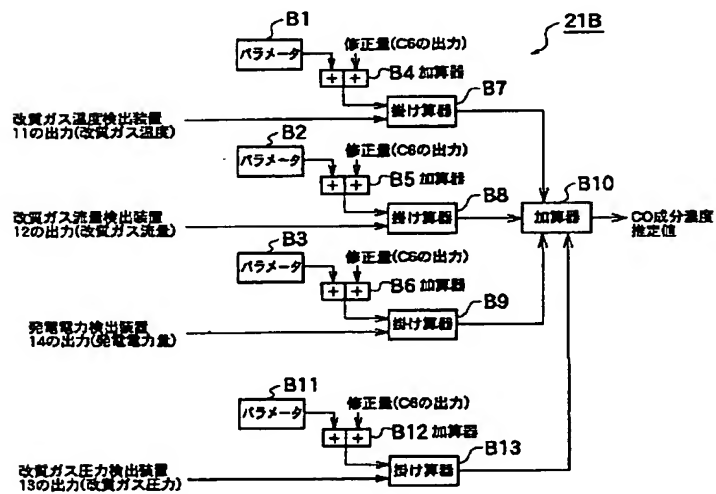 21B
B1
パラメータ
修正量(C6の出力)
+ +
B4 加算器
B7
掛け算器
改質ガス温度検出装置
11の出力(改質ガス温度)
B2
パラメータ
修正量(C6の出力)
+ +
B5 加算器
B8
掛け算器
B10
加算器
CO成分濃度
推定値
改質ガス流量検出装置
12の出力(改質ガス流量)
B3
パラメータ
修正量(C6の出力)
+ +
B6 加算器
B9
掛け算器
発電電力検出装置
14の出力(発電電力量)
B11
パラメータ
修正量(C6の出力)
+ +
B12 加算器
B13
掛け算器
改質ガス圧力検出装置
13の出力(改質ガス圧力)